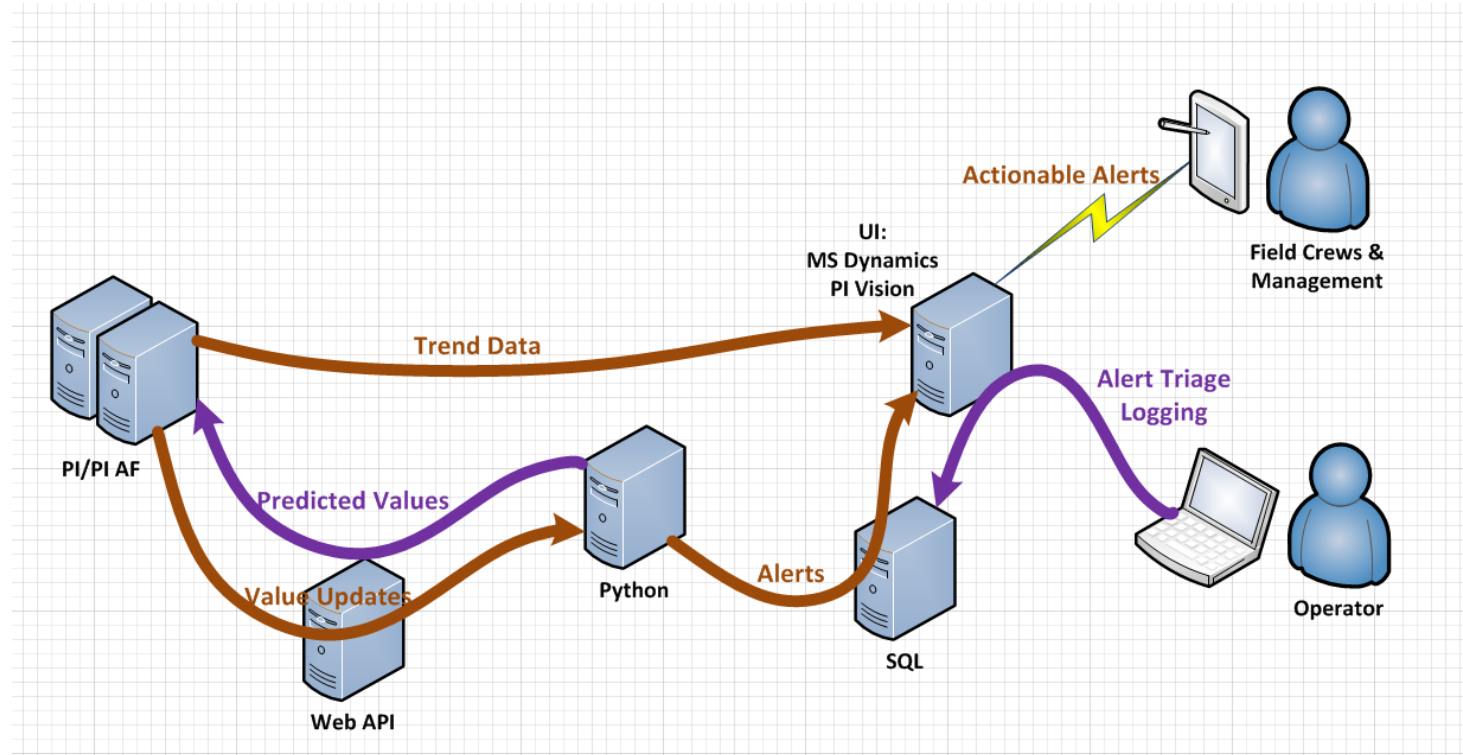 Actionable Alerts
UI:
MS Dynamics
PI Vision
Field Crews &
Management
Trend Data
Alert Triage
Logging
PI/PI AF
Predicted Values
Value Updates
Python
Alerts
Operator
SQL
Web API